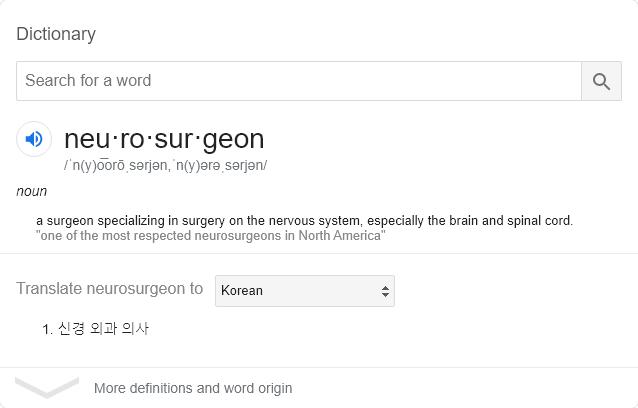 Dictionary
Search for a word
neu·ro·sur·geon
/ˈn(y)o͞orōˌsərjən,ˈn(y)ərəˌsərjən/
noun
a surgeon specializing in surgery on the nervous system, especially the brain and spinal cord.
"one of the most respected neurosurgeons in North America"
Translate neurosurgeon to Korean
1. 신경 외과 의사
More definitions and word origin